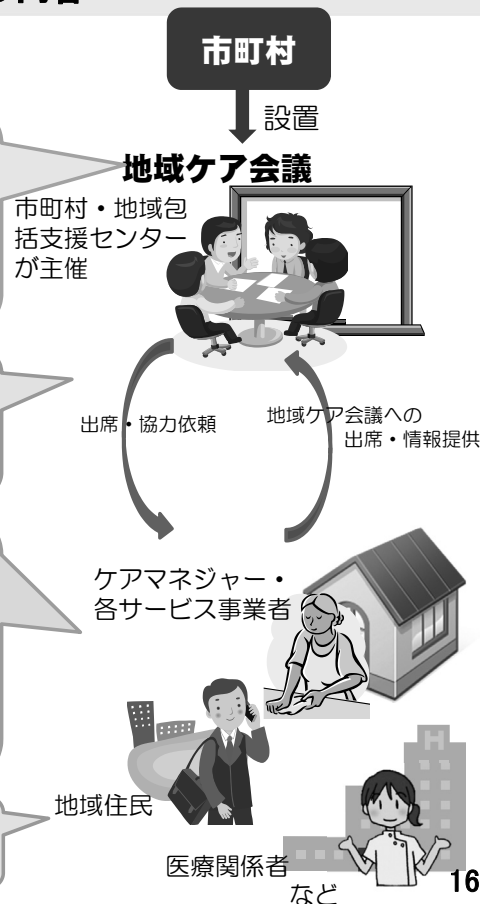 市町村
設置
地域ケア会議
市町村・地域包
括支援センター
が主催
出席・協力依頼
地域ケア会議への
出席・情報提供
ケアマネジャー・
各サービス事業者
地域住民
医療関係者
など
H
16